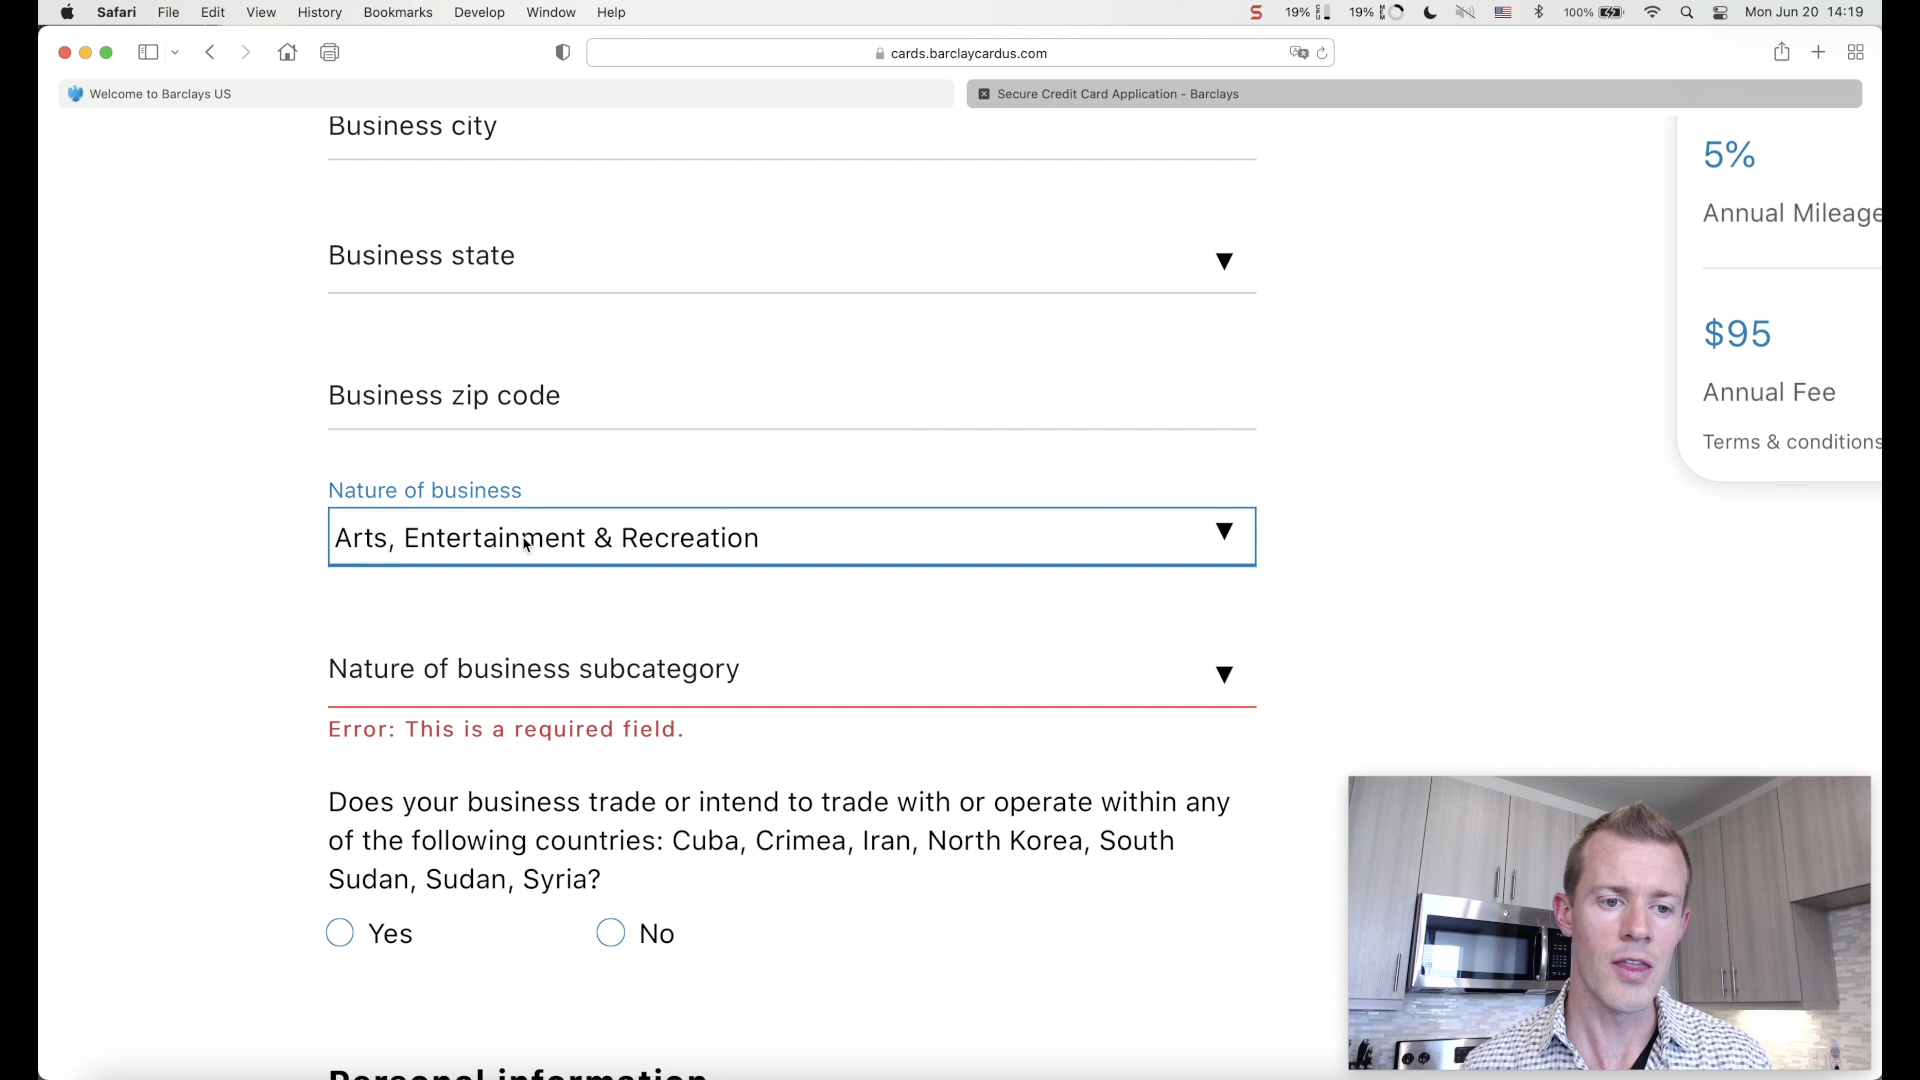 Safari File Edit View History Bookmarks Develop Window Help 19% 19% 100% Mon Jun 20 14:19
cards.barclaycardus.com
Welcome to Barclays US
Secure Credit Card Application - Barclays
Business city
5%
Annual Mileage
Business state
$95
Annual Fee
Business zip code
Terms & conditions
Nature of business
Arts, Entertainment & Recreation
Nature of business subcategory
Error: This is a required field.
Does your business trade or intend to trade with or operate within any
of the following countries: Cuba, Crimea, Iran, North Korea, South
Sudan, Sudan, Syria?
Yes No
Personal information